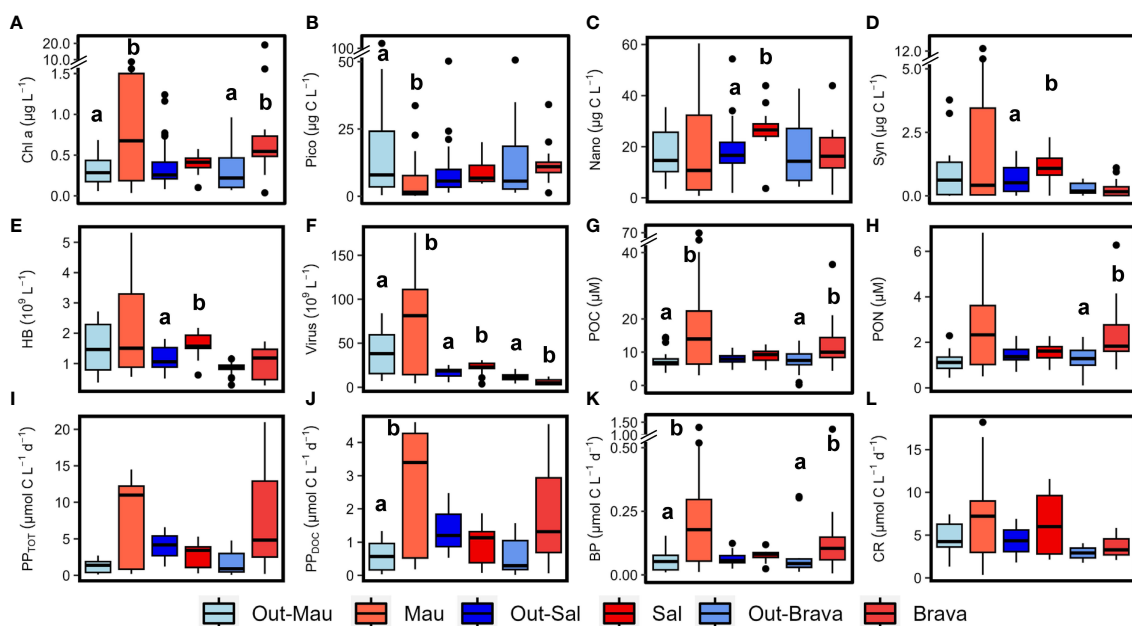 A B C D
Chl a (µg L⁻¹)
20.0
10.0
1.5
1.0
0.5
0.0
a
b
a
b
Pico (µg C L⁻¹)
100
50
25
0
a
b
Nano (µg C L⁻¹)
60
40
20
0
a
b
Syn (µg C L⁻¹)
12.0
5.0
2.5
0.0
a
b
E F G H
HB (10⁹ L⁻¹)
5
4
3
2
1
a
b
Virus (10⁹ L⁻¹)
150
100
50
0
a
b
a
b
a
b
POC (µM)
70
50
20
10
0
a
b
a
b
PON (µM)
6
4
2
0
a
b
I J K L
PP_TOT (µmol C L⁻¹ d⁻¹)
20
15
10
5
0
PP_DOC (µmol C L⁻¹ d⁻¹)
4
3
2
1
0
a
b
BP (µmol C L⁻¹ d⁻¹)
1.50
1.00
0.50
0.25
0.00
a
b
a
b
CR (µmol C L⁻¹ d⁻¹)
15
10
5
0
Out-Mau Mau Out-Sal Sal Out-Brava Brava